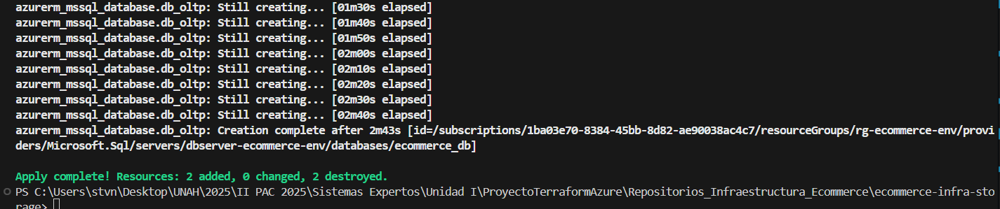 azurerm_mssql_database.db_oltp: Still creating... [01m30s elapsed]
azurerm_mssql_database.db_oltp: Still creating... [01m40s elapsed]
azurerm_mssql_database.db_oltp: Still creating... [01m50s elapsed]
azurerm_mssql_database.db_oltp: Still creating... [02m00s elapsed]
azurerm_mssql_database.db_oltp: Still creating... [02m10s elapsed]
azurerm_mssql_database.db_oltp: Still creating... [02m20s elapsed]
azurerm_mssql_database.db_oltp: Still creating... [02m30s elapsed]
azurerm_mssql_database.db_oltp: Still creating... [02m40s elapsed]
azurerm_mssql_database.db_oltp: Creation complete after 2m43s [id=/subscriptions/1ba03e70-8384-45bb-8d82-ae90038ac4c7/resourceGroups/rg-ecommerce-env/provi
ders/Microsoft.Sql/servers/dbserver-ecommerce-env/databases/ecommerce_db]
Apply complete! Resources: 2 added, 0 changed, 2 destroyed.
PS C:\Users\stvn\Desktop\UNAH\2025\II PAC 2025\Sistemas Expertos\Unidad I\ProyectoTerraformAzure\Repositorios_Infraestructura_Ecommerce\ecommerce-infra-sto
rage>